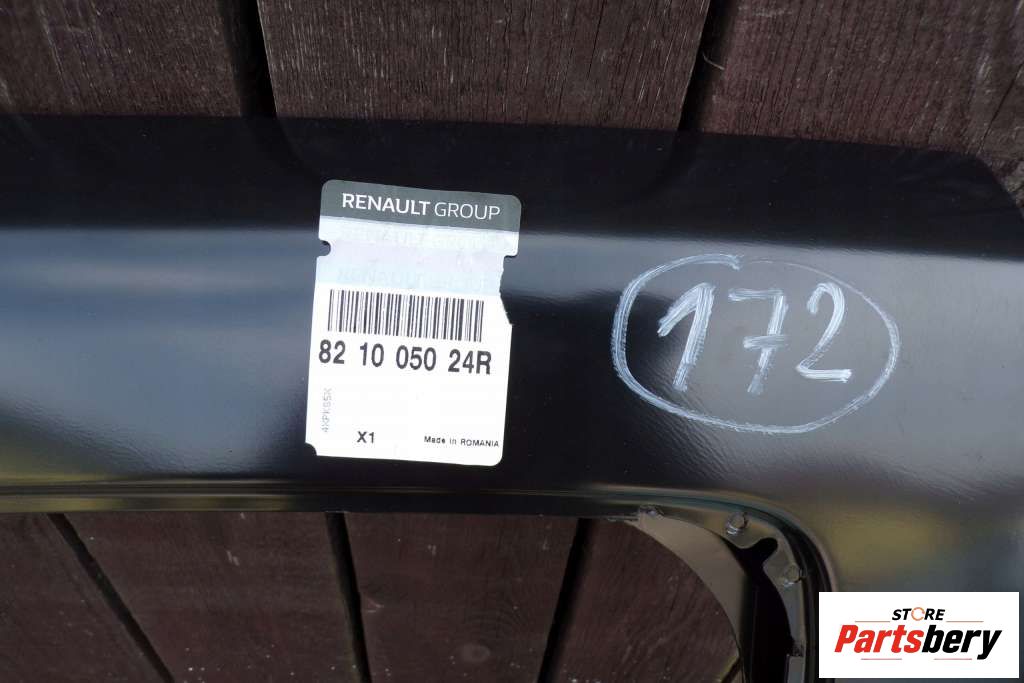 RENAULT GROUP
82 10 050 24R
X1
Made in ROMANIA
172
STORE
Partsbery